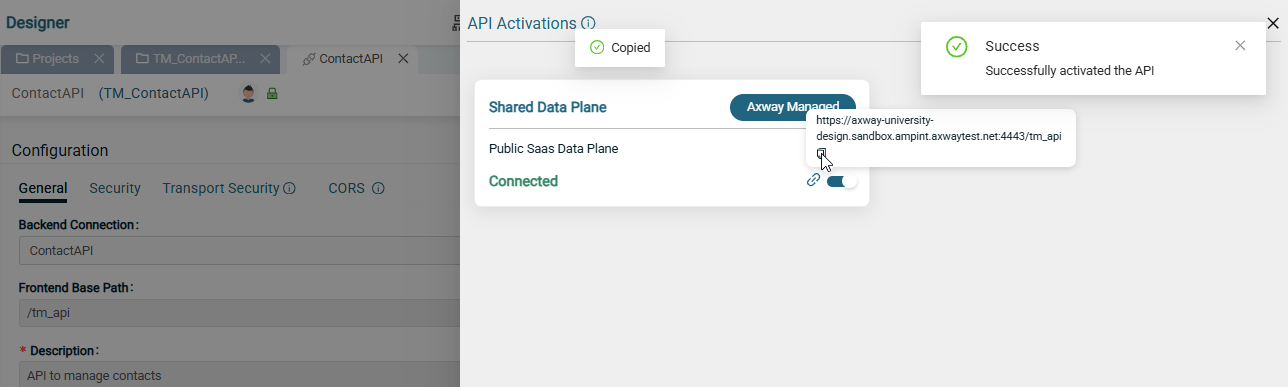 Designer
Projects
TM_ContactAP...
ContactAPI
ContactAPI (TM_ContactAPI)
Configuration
General
Security
Transport Security
CORS
Backend Connection:
ContactAPI
Frontend Base Path:
/tm_api
* Description:
API to manage contacts
API Activations
Copied
Success
Successfully activated the API
Shared Data Plane
Axway Managed
https://axway-university-
design.sandbox.ampint.axwaytest.net:4443/tm_api
Public Saas Data Plane
Connected